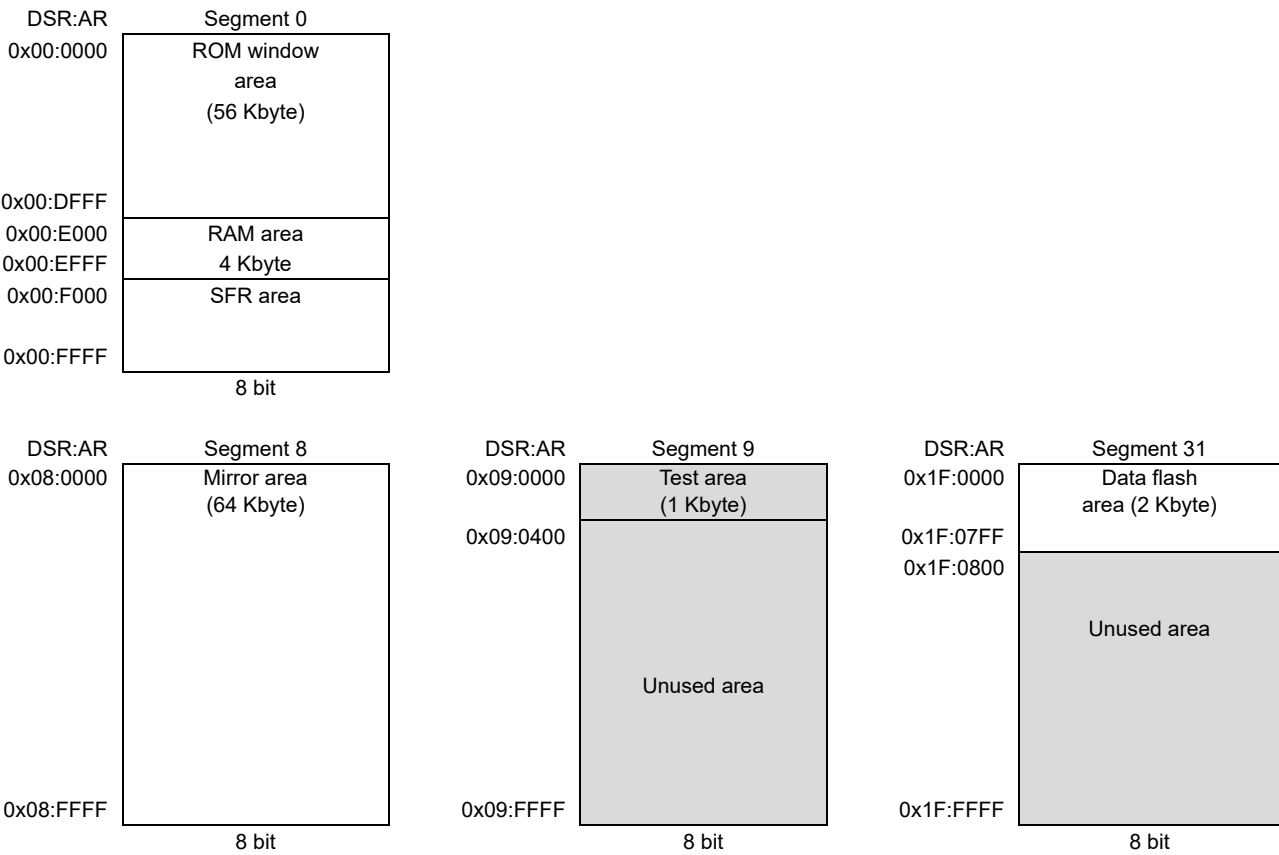 DSR:AR Segment 0
0x00:0000 ROM window
area
(56 Kbyte)
0x00:DFFF
0x00:E000 RAM area
0x00:EFFF 4 Kbyte
0x00:F000 SFR area
0x00:FFFF
8 bit
DSR:AR Segment 8
0x08:0000 Mirror area
(64 Kbyte)
0x08:FFFF
8 bit
DSR:AR Segment 9
0x09:0000 Test area
(1 Kbyte)
0x09:0400
Unused area
0x09:FFFF
8 bit
DSR:AR Segment 31
0x1F:0000 Data flash
area (2 Kbyte)
0x1F:07FF
0x1F:0800
Unused area
0x1F:FFFF
8 bit